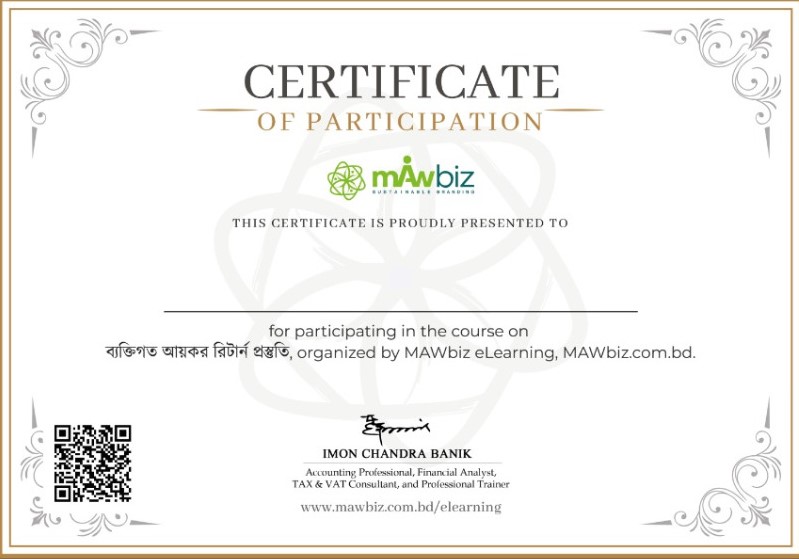 CERTIFICATE
OF PARTICIPATION
mAwbiz
SUSTAINABLE BRANDING
THIS CERTIFICATE IS PROUDLY PRESENTED TO
for participating in the course on
ব্যক্তিগত আয়কর রিটার্ন প্রস্তুতি, organized by MAWbiz eLearning, MAWbiz.com.bd.
IMON CHANDRA BANIK
Accounting Professional, Financial Analyst,
TAX & VAT Consultant, and Professional Trainer
www.mawbiz.com.bd/elearning